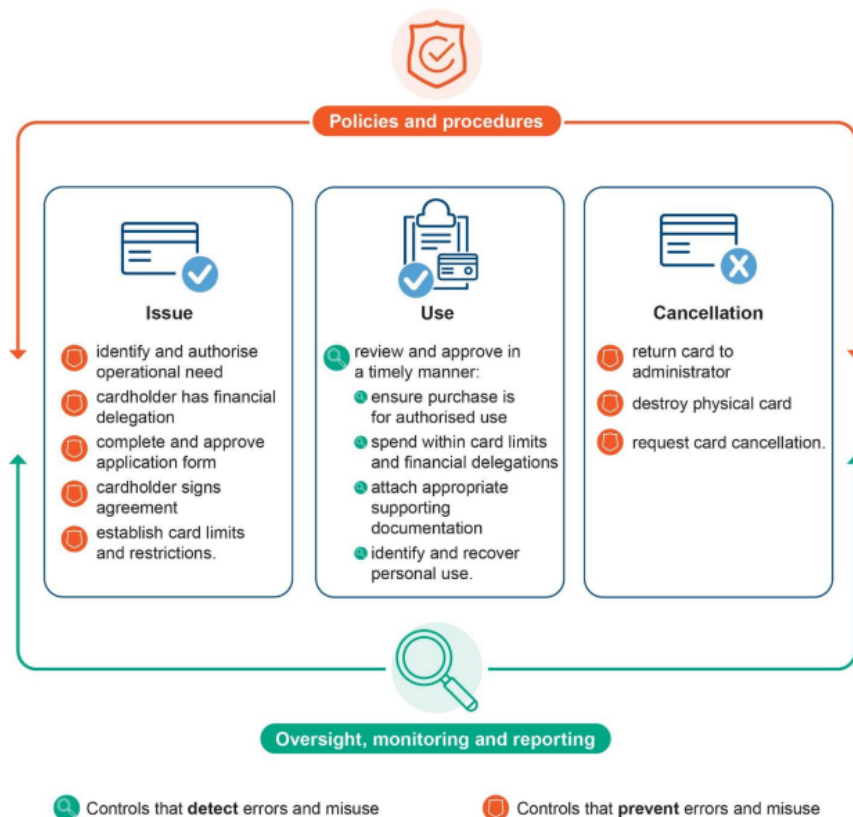 Policies and procedures
Issue
identify and authorise
operational need
cardholder has financial
delegation
complete and approve
application form
cardholder signs
agreement
establish card limits
and restrictions.
Use
review and approve in
a timely manner:
ensure purchase is
for authorised use
spend within card limits
and financial delegations
attach appropriate
supporting
documentation
identify and recover
personal use.
Cancellation
return card to
administrator
destroy physical card
request card cancellation.
Oversight, monitoring and reporting
Controls that detect errors and misuse
Controls that prevent errors and misuse